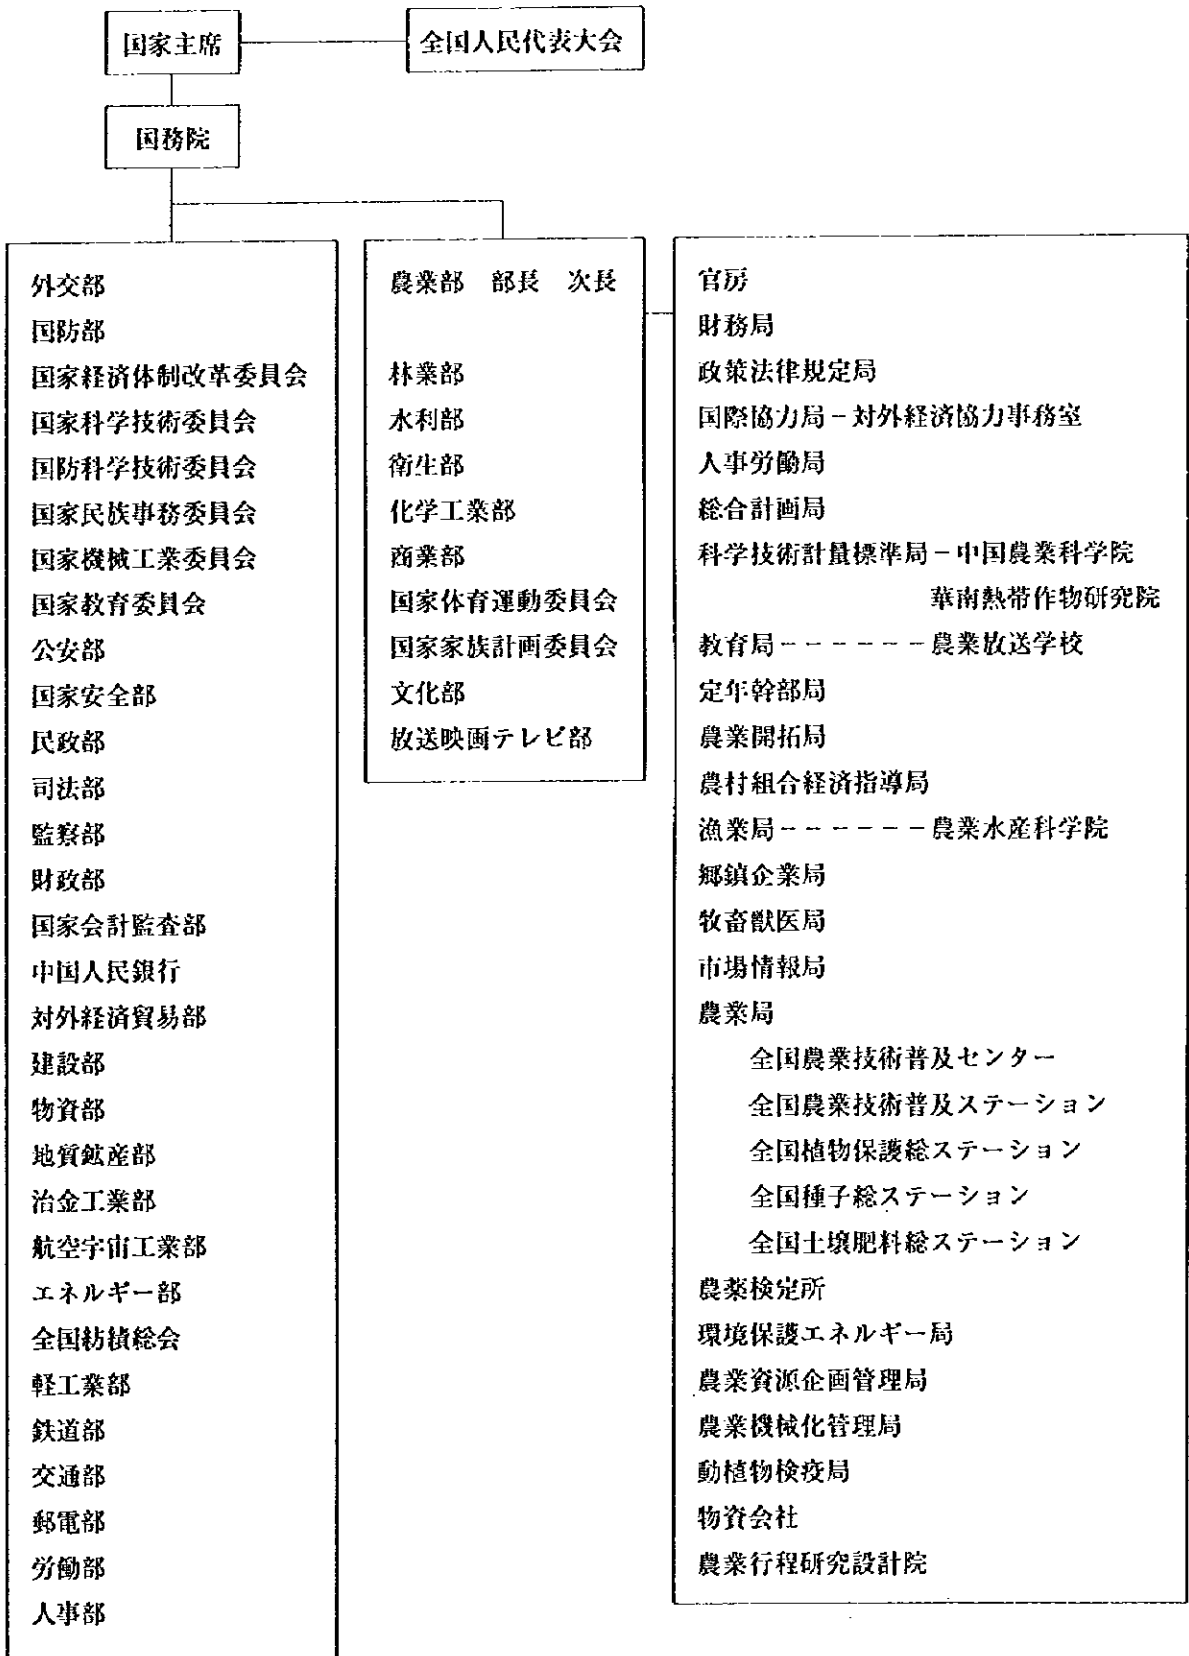 国家主席
全国人民代表大会
国務院
外交部
国防部
国家経済体制改革委員会
国家科学技術委員会
国防科学技術委員会
国家民族事務委員会
国家機械工業委員会
国家教育委員会
公安部
国家安全部
民政部
司法部
監察部
財政部
国家会計監査部
中国人民銀行
対外経済貿易部
建設部
物資部
地質鉱産部
治金工業部
航空宇宙工業部
エネルギー部
全国紡績総会
軽工業部
鉄道部
交通部
郵電部
労働部
人事部
農業部 部長 次長
林業部
水利部
衛生部
化学工業部
商業部
国家体育運動委員会
国家家族計画委員会
文化部
放送映画テレビ部
官房
財務局
政策法律規定局
国際協力局－対外経済協力事務室
人事労働局
総合計画局
科学技術計量標準局－中国農業科学院
華南熱帯作物研究院
教育局－－－－－－農業放送学校
定年幹部局
農業開拓局
農村組合経済指導局
漁業局－－－－－－農業水産科学院
郷鎮企業局
牧畜獣医局
市場情報局
農業局
全国農業技術普及センター
全国農業技術普及ステーション
全国植物保護総ステーション
全国種子総ステーション
全国土壌肥料総ステーション
農薬検定所
環境保護エネルギー局
農業資源企画管理局
農業機械化管理局
動植物検疫局
物資会社
農業行程研究設計院